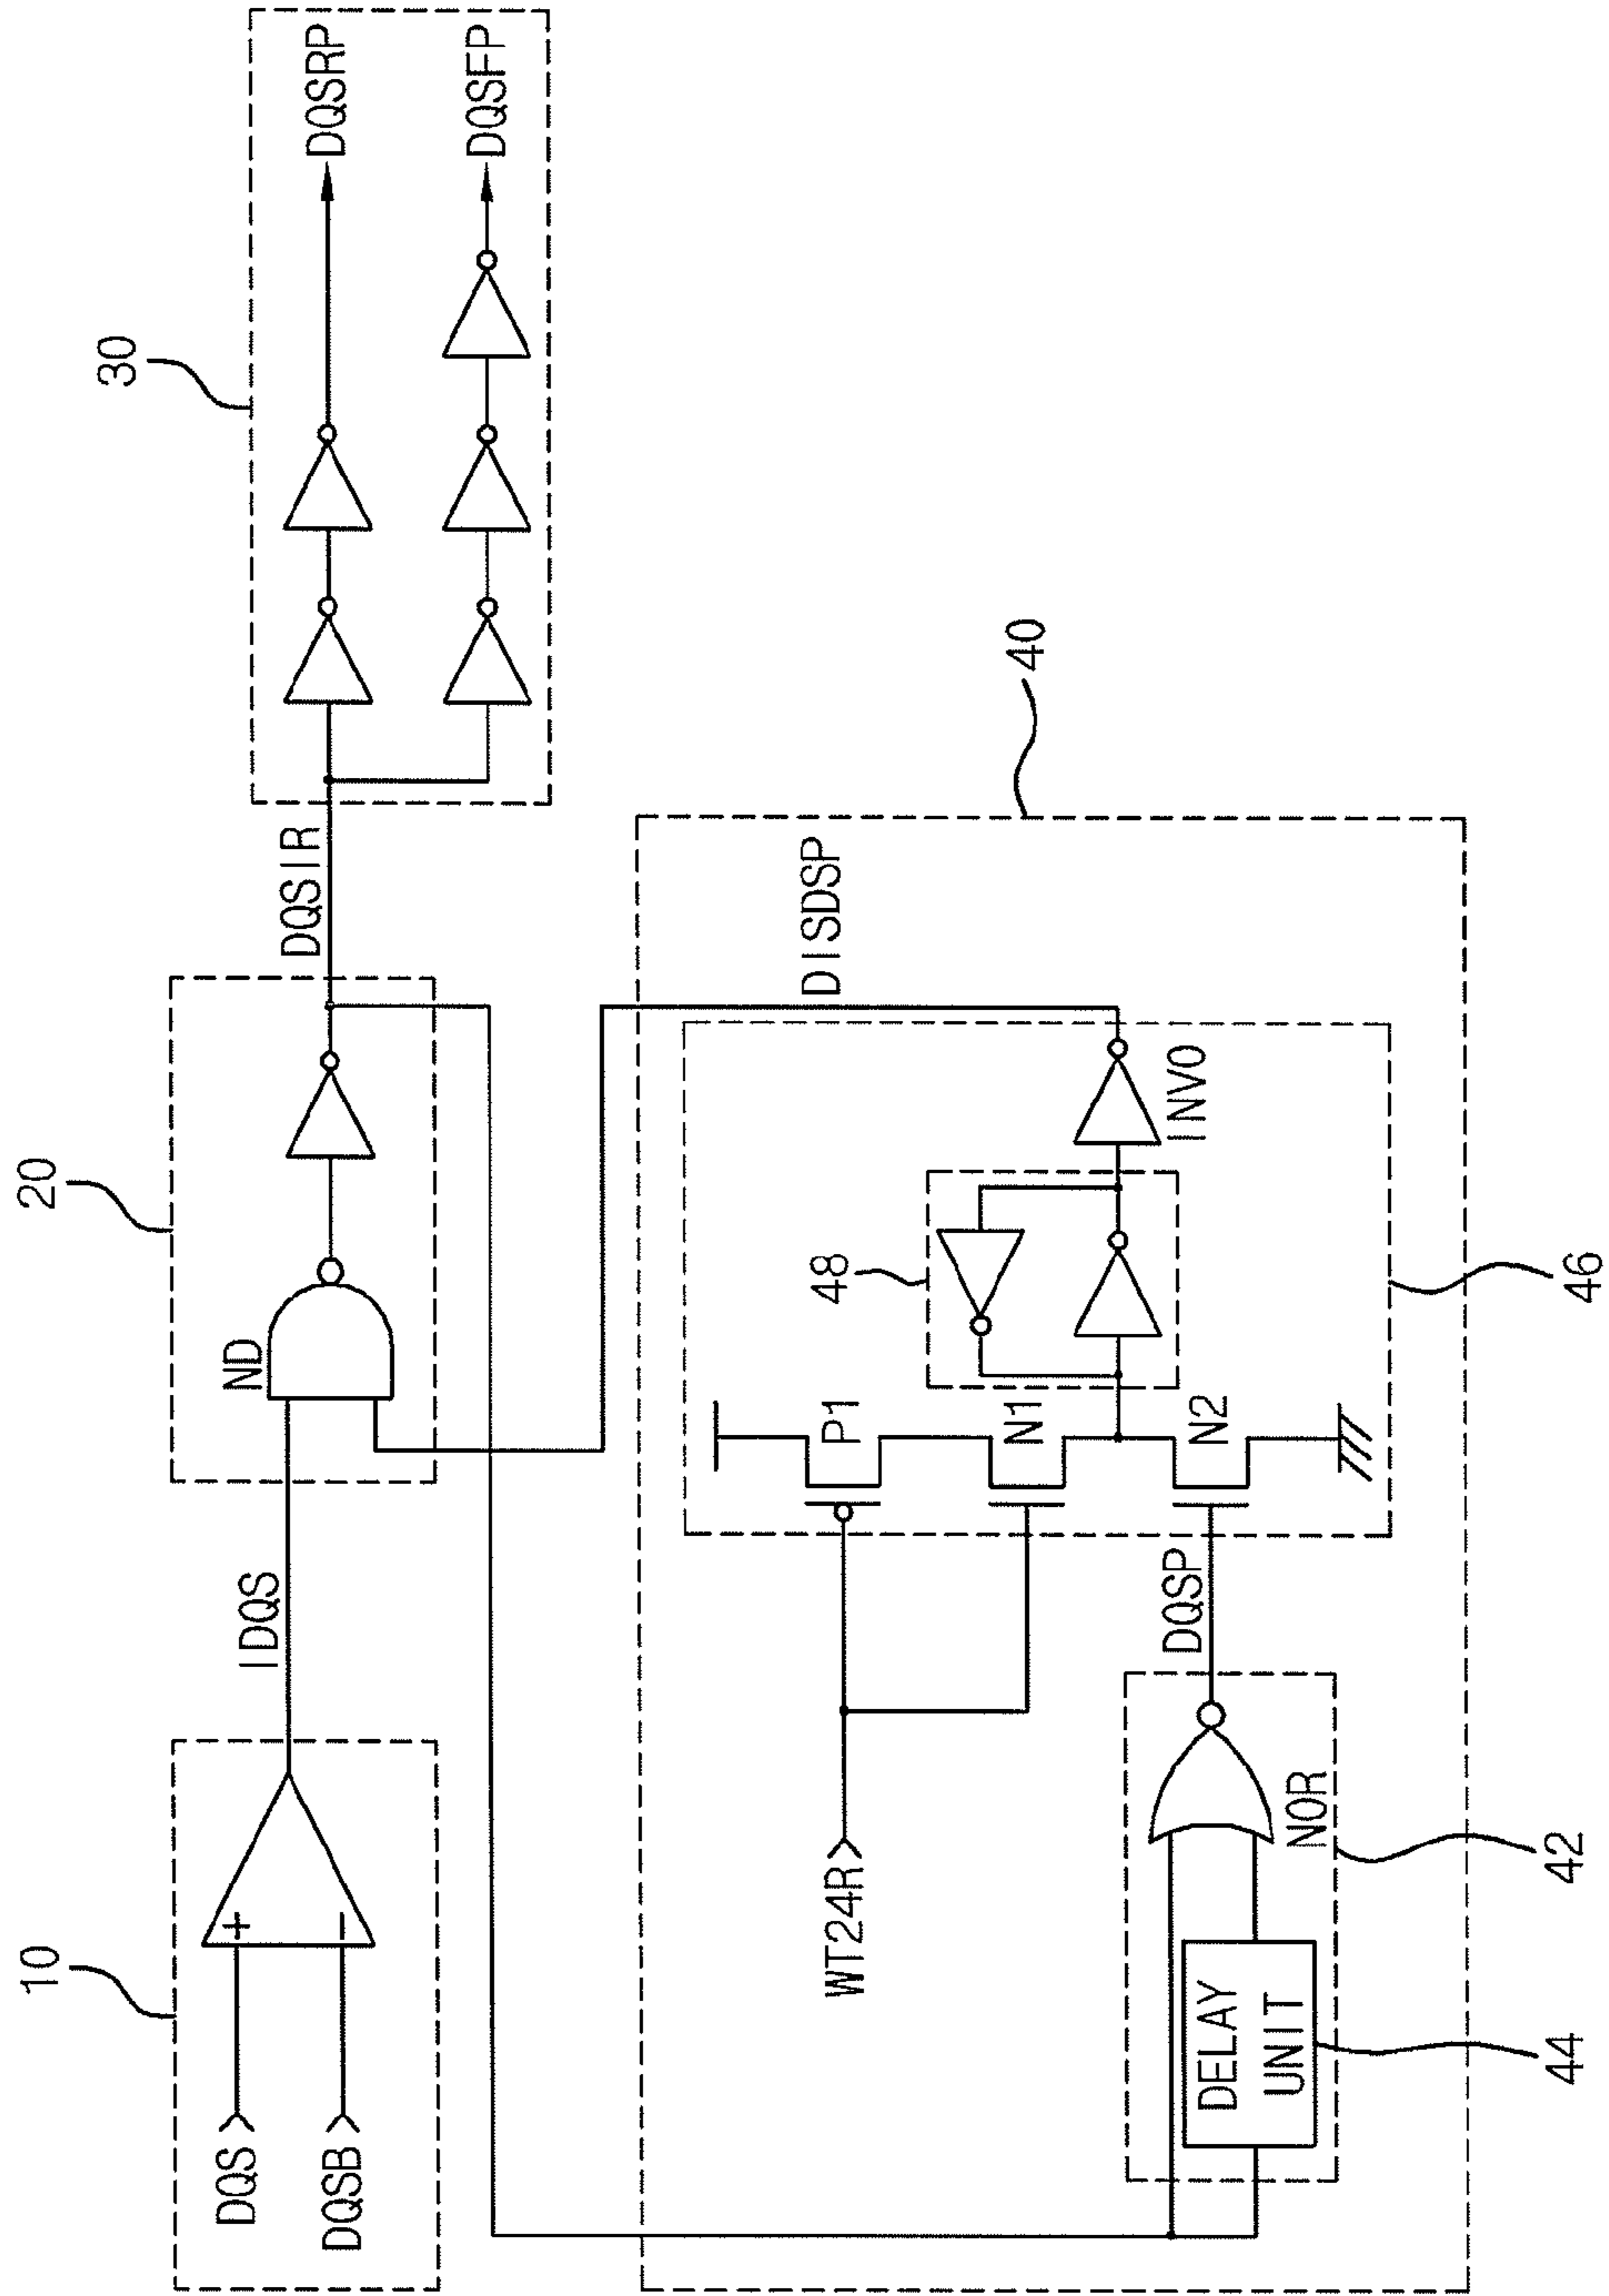 10
DQS
DQSB
+
−
IDQS
20
ND
DQSIR
30
DQSRP
DQSFP
40
DISDSP
WT24R
P1
N1
N2
48
INV0
46
DQSP
NOR
42
DELAY
UNIT
44